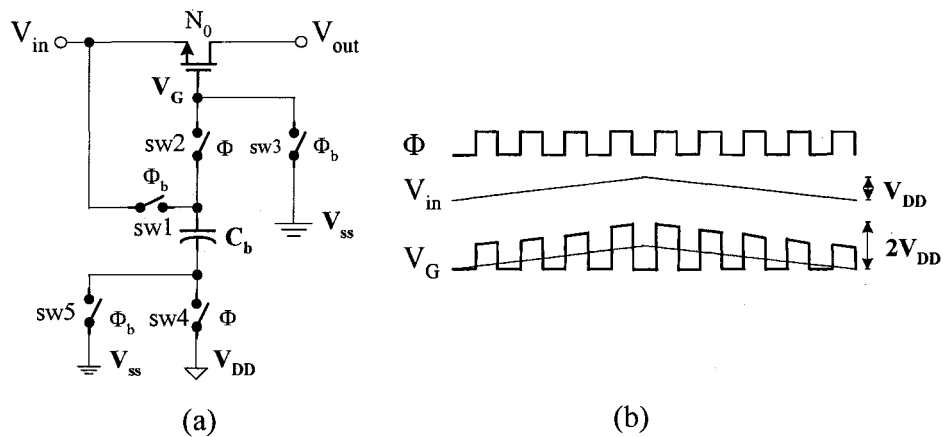 N0
Vin
Vout
VG
sw2
Φ
sw3
Φb
Φb
sw1
Cb
Vss
sw5
Φb
sw4
Φ
Vss
VDD
(a)
Φ
Vin
VDD
VG
2VDD
(b)